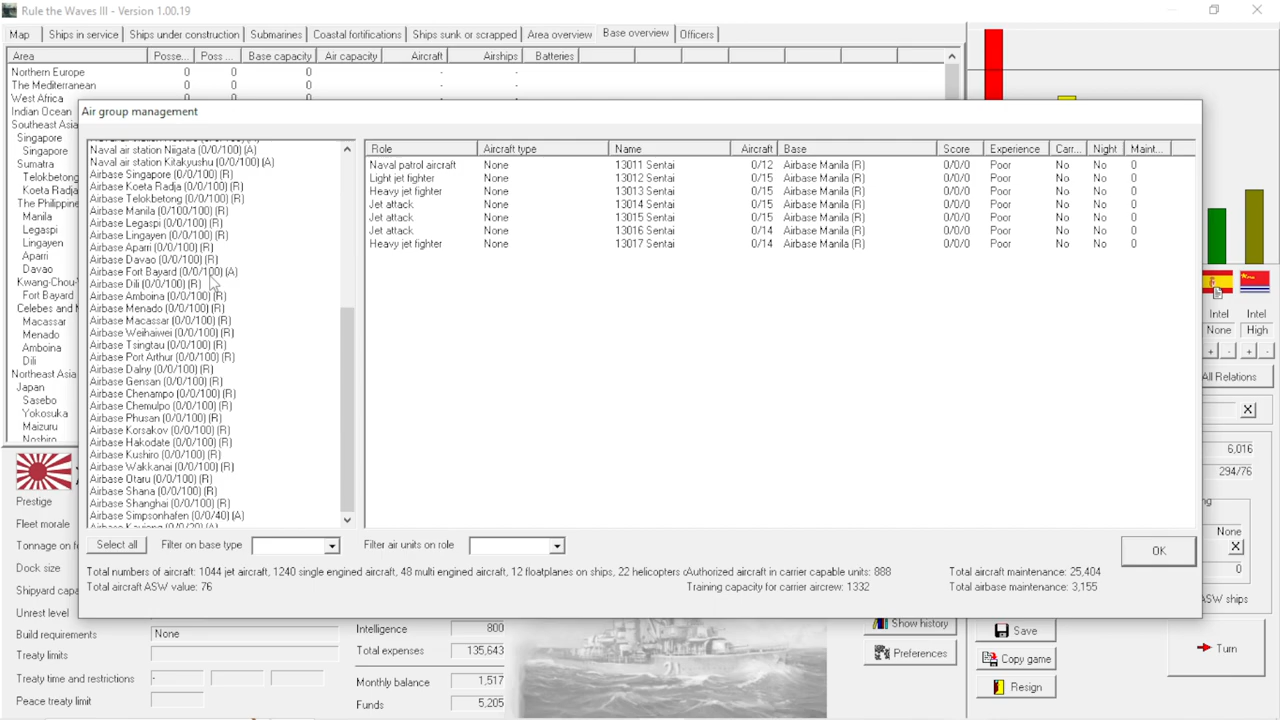 Rule the Waves III - Version 1.00.19
Map Ships in service Ships under construction Submarines Coastal fortifications Ships sunk or scrapped Area overview Base overview Officers
Area Posse... Poss ... Base capacity Air capacity Aircraft Airships Batteries
Northern Europe 0 0 0 - -
The Mediterranean 0 0 0 - -
West Africa 0 0 0 - -
Indian Ocean
Southeast Asia
Singapore
Singapore
Sumatra
Telokbetong
Koeta Radja
The Philippine
Manila
Legaspi
Lingayen
Aparri
Davao
Kwang-Chou-
Fort Bayard
Celebes and M
Macassar
Menado
Amboina
Dili
Northeast Asia
Japan
Sasebo
Yokosuka
Maizuru
Noshiro
Air group management
Naval air station Niigata (0/0/100) (A)
Naval air station Kitakyushu (0/0/100) (A)
Airbase Singapore (0/0/100) (R)
Airbase Koeta Radja (0/0/100) (R)
Airbase Telokbetong (0/0/100) (R)
Airbase Manila (0/100/100) (R)
Airbase Legaspi (0/0/100) (R)
Airbase Lingayen (0/0/100) (R)
Airbase Aparri (0/0/100) (R)
Airbase Davao (0/0/100) (R)
Airbase Fort Bayard (0/0/100) (A)
Airbase Dili (0/0/100) (R)
Airbase Amboina (0/0/100) (R)
Airbase Menado (0/0/100) (R)
Airbase Macassar (0/0/100) (R)
Airbase Weihaiwei (0/0/100) (R)
Airbase Tsingtau (0/0/100) (R)
Airbase Port Arthur (0/0/100) (R)
Airbase Dalny (0/0/100) (R)
Airbase Gensan (0/0/100) (R)
Airbase Chenampo (0/0/100) (R)
Airbase Chemulpo (0/0/100) (R)
Airbase Phusan (0/0/100) (R)
Airbase Korsakov (0/0/100) (R)
Airbase Hakodate (0/0/100) (R)
Airbase Kushiro (0/0/100) (R)
Airbase Wakkanai (0/0/100) (R)
Airbase Otaru (0/0/100) (R)
Airbase Shana (0/0/100) (R)
Airbase Shanghai (0/0/100) (R)
Airbase Simpsonhafen (0/0/40) (A)
Role Aircraft type Name Aircraft Base Score Experience Carr... Night Maint...
Naval patrol aircraft None 13011 Sentai 0/12 Airbase Manila (R) 0/0/0 Poor No No 0
Light jet fighter None 13012 Sentai 0/15 Airbase Manila (R) 0/0/0 Poor No No 0
Heavy jet fighter None 13013 Sentai 0/15 Airbase Manila (R) 0/0/0 Poor No No 0
Jet attack None 13014 Sentai 0/15 Airbase Manila (R) 0/0/0 Poor No No 0
Jet attack None 13015 Sentai 0/15 Airbase Manila (R) 0/0/0 Poor No No 0
Jet attack None 13016 Sentai 0/14 Airbase Manila (R) 0/0/0 Poor No No 0
Heavy jet fighter None 13017 Sentai 0/14 Airbase Manila (R) 0/0/0 Poor No No 0
Select all Filter on base type Filter air units on role OK
Total numbers of aircraft: 1044 jet aircraft, 1240 single engined aircraft, 48 multi engined aircraft, 12 floatplanes on ships, 22 helicopters Authorized aircraft in carrier capable units: 888 Total aircraft maintenance: 25,404
Total aircraft ASW value: 76 Training capacity for carrier aircrew: 1332 Total airbase maintenance: 3,155
Intel Intel
None High
+ - + -
All Relations
X
6,016
294/76
None
X
0
ASW ships
Prestige
Fleet morale
Tonnage on fo
Dock size
Shipyard capa
Unrest level
Build requirements None
Treaty limits
Treaty time and restrictions -
Peace treaty limit
Intelligence 800
Total expenses 135,643
Monthly balance 1,517
Funds 5,205
21
Show history
Preferences
Save
Copy game
Resign
Turn